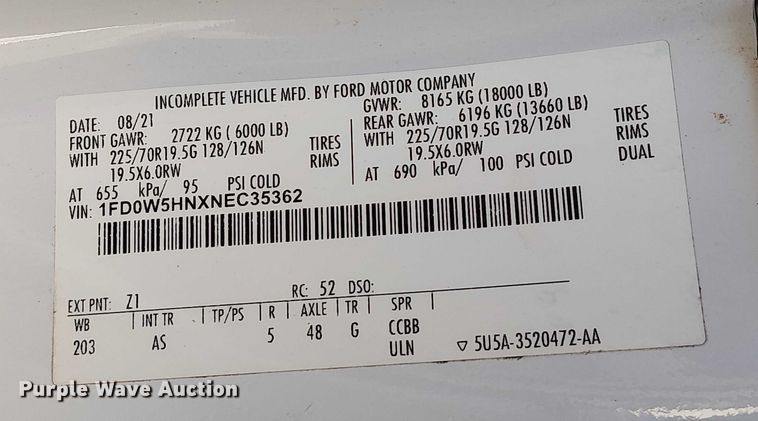 INCOMPLETE VEHICLE MFD. BY FORD MOTOR COMPANY
DATE: 08/21 GVWR: 8165 KG (18000 LB)
FRONT GAWR: 2722 KG ( 6000 LB) REAR GAWR: 6196 KG (13660 LB)
WITH 225/70R19.5G 128/126N TIRES WITH 225/70R19.5G 128/126N TIRES
19.5X6.0RW RIMS 19.5X6.0RW RIMS
AT 655 kPa/ 95 PSI COLD AT 690 kPa/ 100 PSI COLD DUAL
VIN: 1FD0W5HNXNEC35362
EXT PNT: Z1 RC: 52 DSO:
WB INT TR TP/PS R AXLE TR SPR
203 AS 5 48 G CCBB
ULN ▽ 5U5A-3520472-AA
Purple Wave Auction